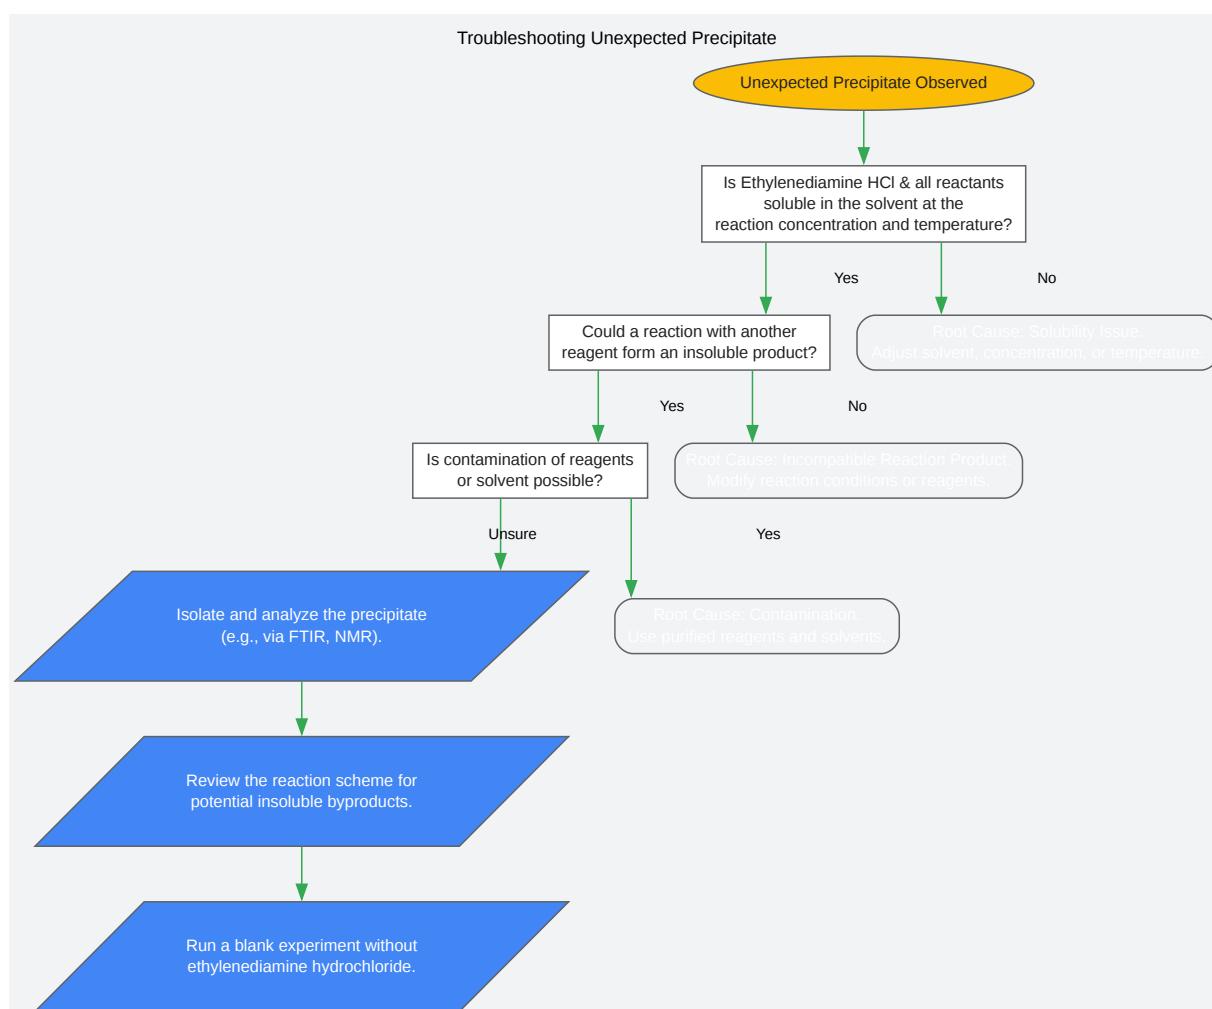 Troubleshooting Unexpected Precipitate
Unexpected Precipitate Observed
Is Ethylenediamine HCl & all reactants
soluble in the solvent at the
reaction concentration and temperature?
Yes
No
Could a reaction with another
reagent form an insoluble product?
Root Cause: Solubility Issue.
Adjust solvent, concentration, or temperature.
Yes
No
Is contamination of reagents
or solvent possible?
Root Cause: Incompatible Reaction Product.
Modify reaction conditions or reagents.
Unsure
Yes
Isolate and analyze the precipitate
(e.g., via FTIR, NMR).
Root Cause: Contamination.
Use purified reagents and solvents.
Review the reaction scheme for
potential insoluble byproducts.
Run a blank experiment without
ethylenediamine hydrochloride.